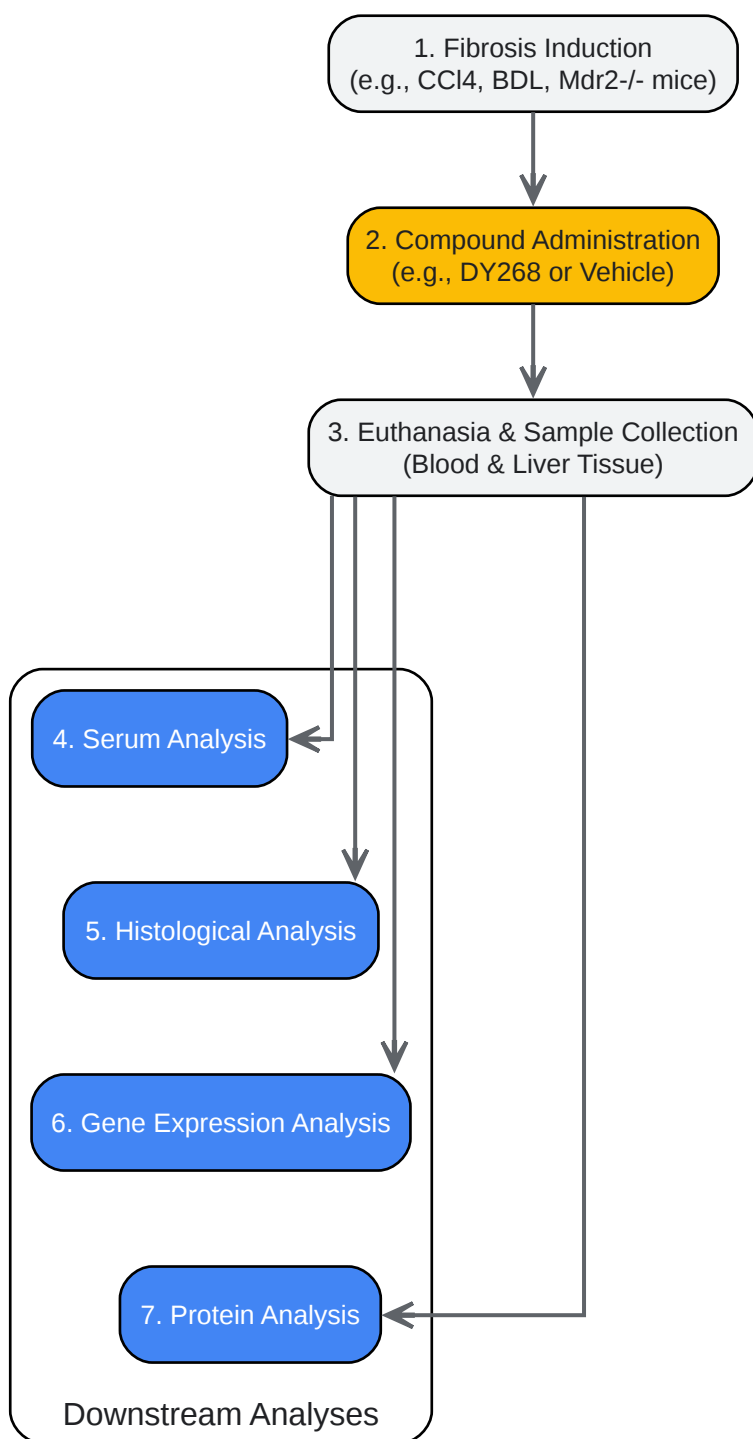 1. Fibrosis Induction
(e.g., CCl4, BDL, Mdr2-/- mice)
2. Compound Administration
(e.g., DY268 or Vehicle)
3. Euthanasia & Sample Collection
(Blood & Liver Tissue)
4. Serum Analysis
5. Histological Analysis
6. Gene Expression Analysis
7. Protein Analysis
Downstream Analyses